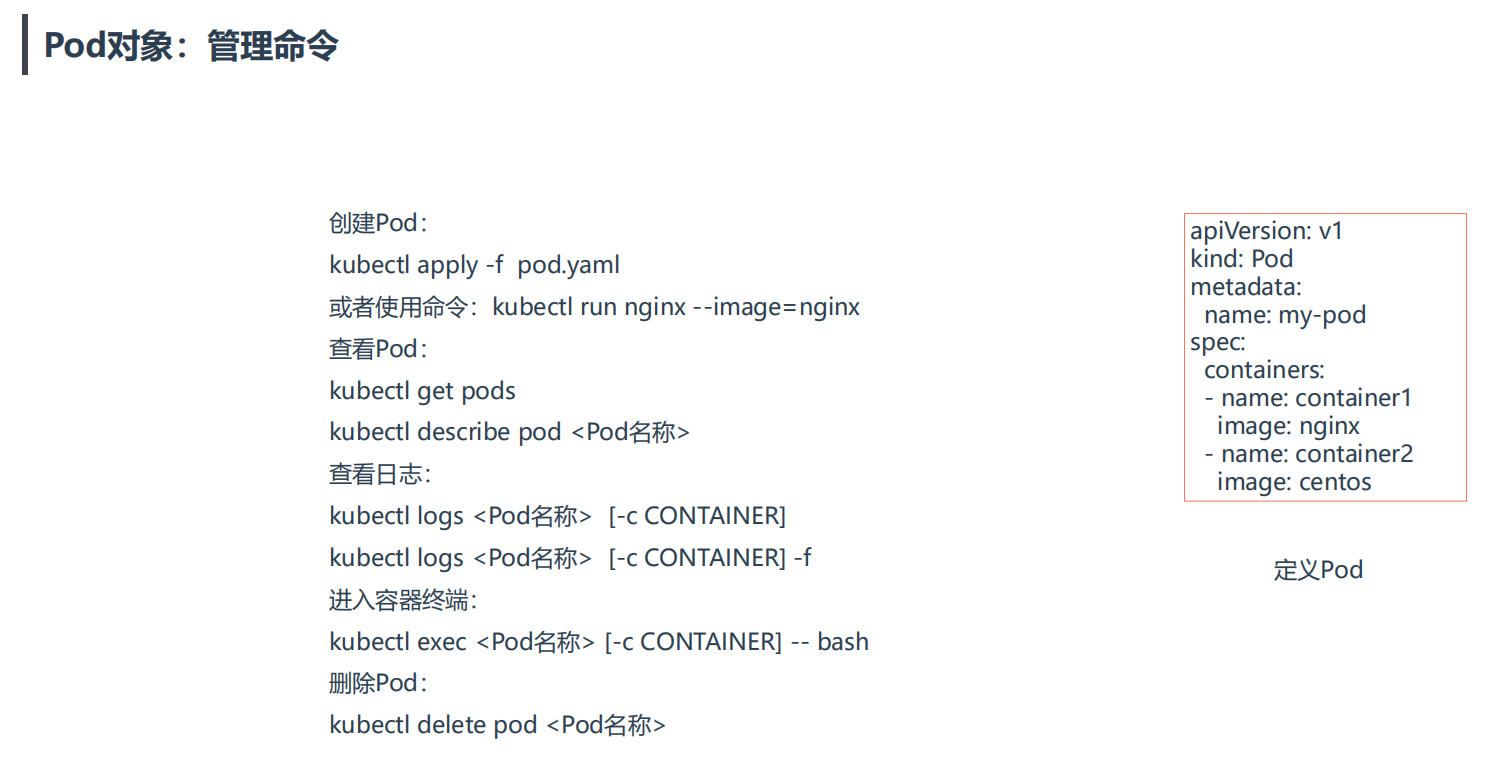 Pod对象：管理命令
创建Pod：
kubectl apply -f  pod.yaml
或者使用命令：kubectl run nginx --image=nginx
查看Pod：
kubectl get pods
kubectl describe pod <Pod名称>
查看日志：
kubectl logs <Pod名称>  [-c CONTAINER]
kubectl logs <Pod名称>  [-c CONTAINER] -f
进入容器终端：
kubectl exec <Pod名称> [-c CONTAINER] -- bash
删除Pod：
kubectl delete pod <Pod名称>
apiVersion: v1
kind: Pod
metadata:
  name: my-pod
spec:
  containers:
  - name: container1
    image: nginx
  - name: container2
    image: centos
定义Pod